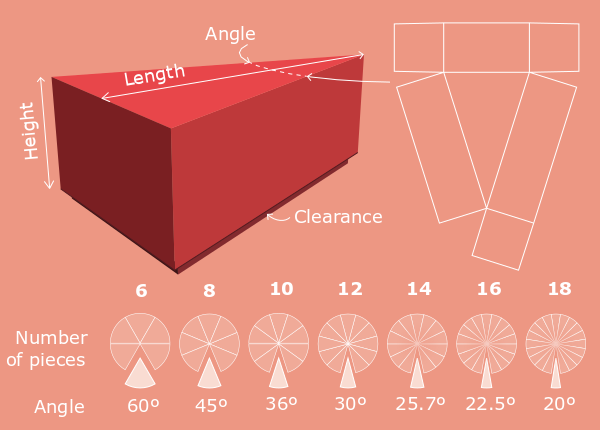 Angle
Length
Height
Clearance
6 8 10 12 14 16 18
Number
of pieces
Angle 60º 45º 36º 30º 25.7º 22.5º 20º